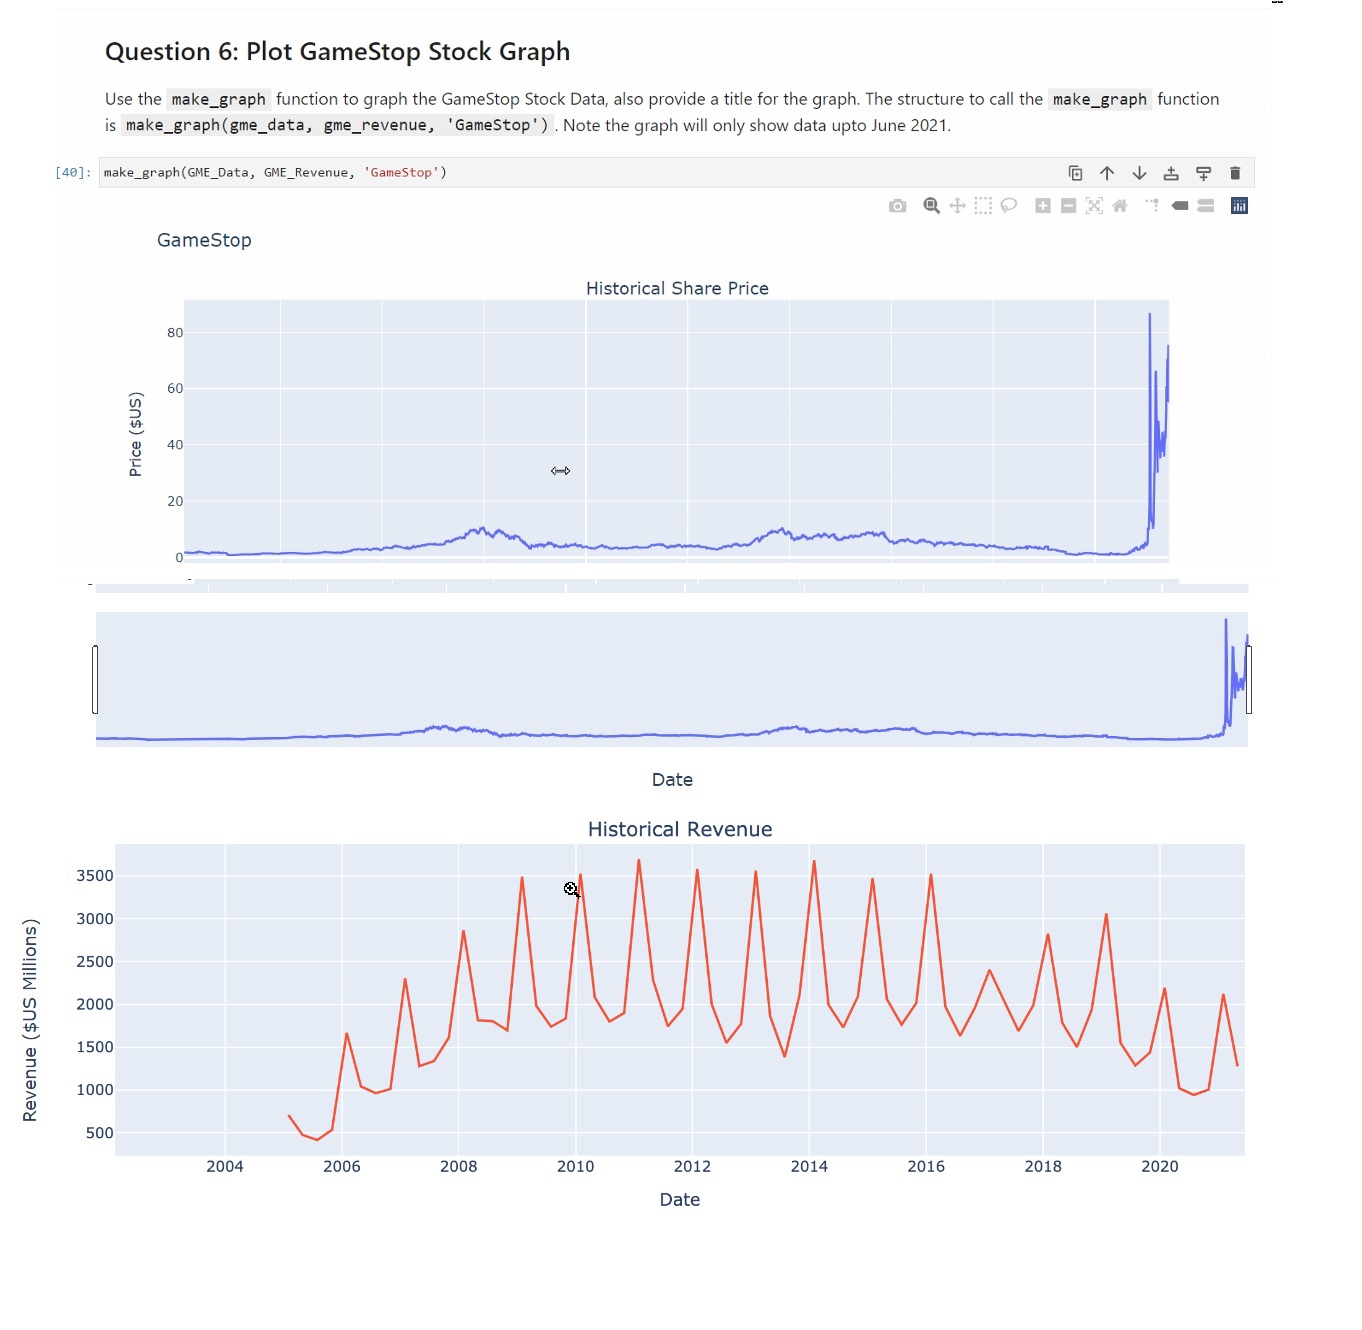 Question 6: Plot GameStop Stock Graph
Use the make_graph function to graph the GameStop Stock Data, also provide a title for the graph. The structure to call the make_graph function
is make_graph(gme_data, gme_revenue, 'GameStop') . Note the graph will only show data upto June 2021.
[40]: make_graph(GME_Data, GME_Revenue, 'GameStop')
GameStop
Historical Share Price
80
60
40
20
0
Price ($US)
Date
Historical Revenue
3500
3000
2500
2000
1500
1000
500
Revenue ($US Millions)
2004 2006 2008 2010 2012 2014 2016 2018 2020
Date